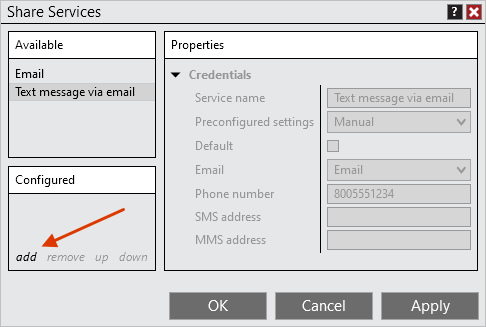 Share Services
?
Available
Email
Text message via email
Configured
add remove up down
Properties
Credentials
Service name Text message via email
Preconfigured settings Manual
Default
Email Email
Phone number 8005551234
SMS address
MMS address
OK Cancel Apply